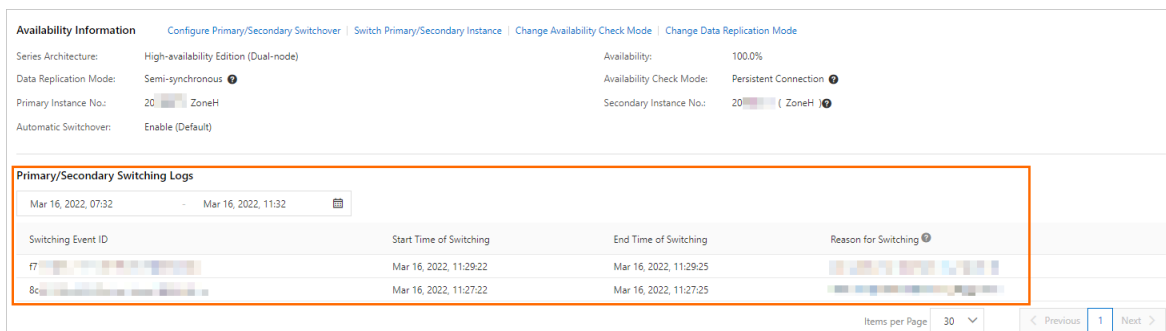 Availability Information Configure Primary/Secondary Switchover | Switch Primary/Secondary Instance | Change Availability Check Mode | Change Data Replication Mode
Series Architecture: High-availability Edition (Dual-node) Availability: 100.0%
Data Replication Mode: Semi-synchronous Availability Check Mode: Persistent Connection
Primary Instance No.: 20 ZoneH Secondary Instance No.: 20 ( ZoneH )
Automatic Switchover: Enable (Default)
Primary/Secondary Switching Logs
Mar 16, 2022, 07:32 - Mar 16, 2022, 11:32
Switching Event ID Start Time of Switching End Time of Switching Reason for Switching
f7 Mar 16, 2022, 11:29:22 Mar 16, 2022, 11:29:25
8c Mar 16, 2022, 11:27:22 Mar 16, 2022, 11:27:25
Items per Page 30 < Previous 1 Next >